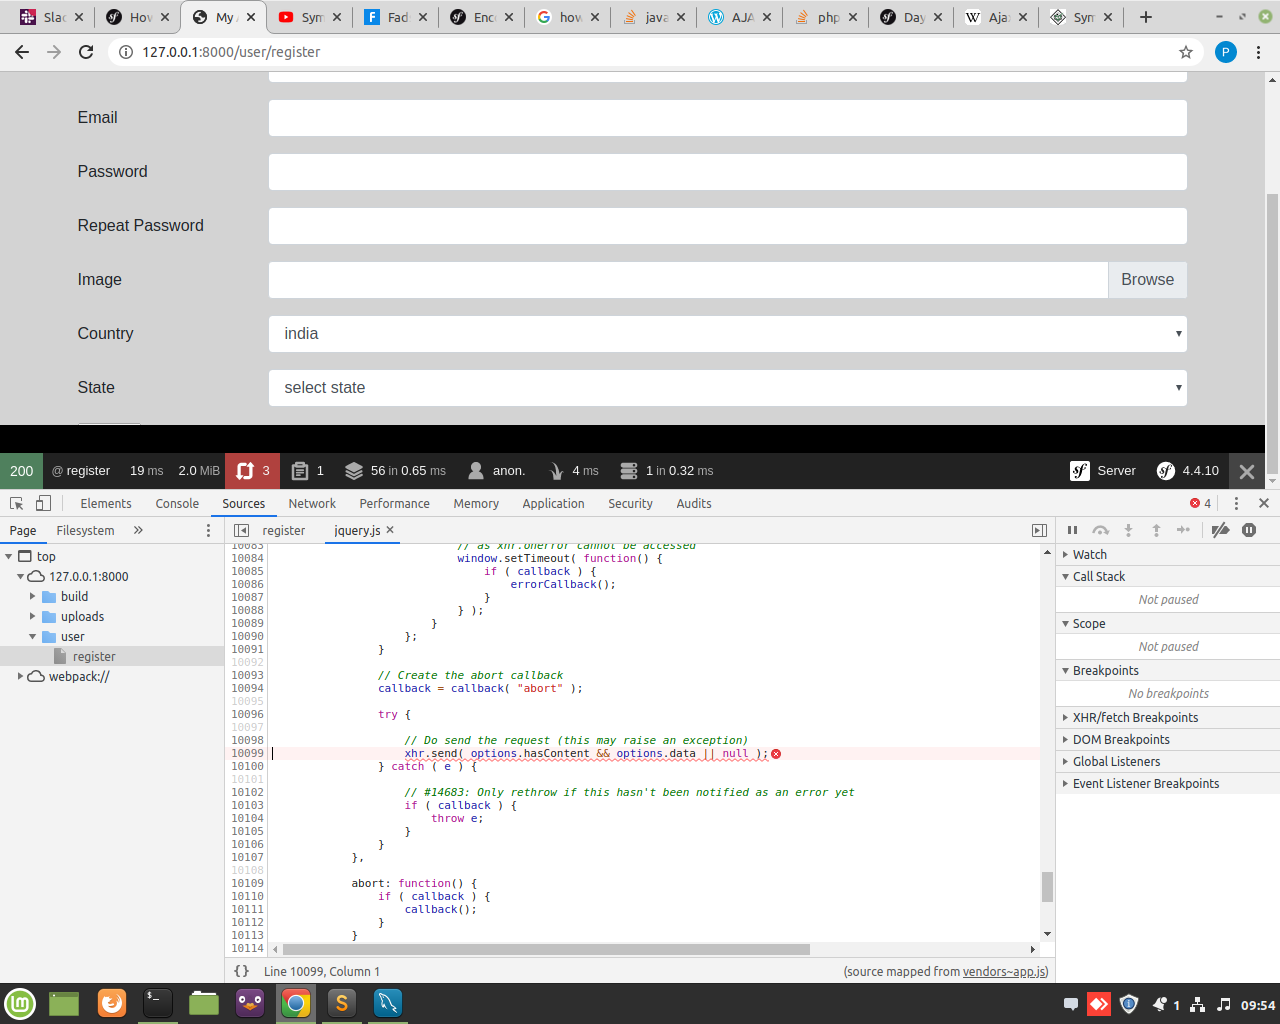 Slac
How
My A
Sym
Fad
Enc
how
java
AJA
php
Day
Aja
Sym
127.0.0.1:8000/user/register
P
Email
Password
Repeat Password
Image
Browse
Country
india
State
select state
200 @ register 19 ms 2.0 MiB 3 1 56 in 0.65 ms anon. 4 ms 1 in 0.32 ms Server 4.4.10
Elements Console Sources Network Performance Memory Application Security Audits 4
Page Filesystem »
register jquery.js
top
127.0.0.1:8000
build
uploads
user
register
webpack://
10083 // as xhr.onerror cannot be accessed
10084 window.setTimeout( function() {
10085 if ( callback ) {
10086 errorCallback();
10087 }
10088 } );
10089 }
10090 };
10091 }
10092
10093 // Create the abort callback
10094 callback = callback( "abort" );
10095
10096 try {
10097
10098 // Do send the request (this may raise an exception)
10099 xhr.send( options.hasContent && options.data || null );
10100 } catch ( e ) {
10101
10102 // #14683: Only rethrow if this hasn't been notified as an error yet
10103 if ( callback ) {
10104 throw e;
10105 }
10106 }
10107 },
10108
10109 abort: function() {
10110 if ( callback ) {
10111 callback();
10112 }
10113 }
10114
{} Line 10099, Column 1
(source mapped from vendors~app.js)
Watch
Call Stack
Not paused
Scope
Not paused
Breakpoints
No breakpoints
XHR/fetch Breakpoints
DOM Breakpoints
Global Listeners
Event Listener Breakpoints
1
09:54